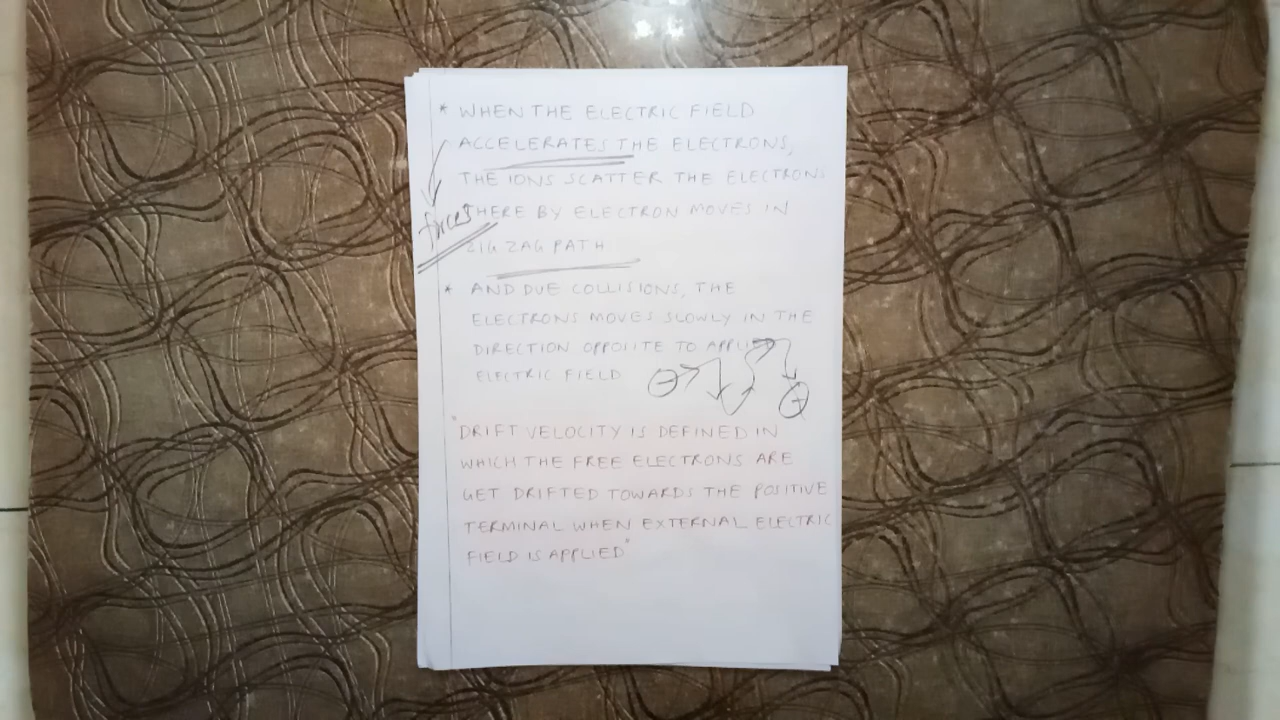 * WHEN THE ELECTRIC FIELD
ACCELERATES THE ELECTRONS,
THE IONS SCATTER THE ELECTRONS
forces
THERE BY ELECTRON MOVES IN
ZIG ZAG PATH
* AND DUE COLLISIONS, THE
ELECTRONS MOVES SLOWLY IN THE
DIRECTION OPPOLITE TO APPLIED
ELECTRIC FIELD
"DRIFT VELOCITY IS DEFINED IN
WHICH THE FREE ELECTRONS ARE
GET DRIFTED TOWARDS THE POSITIVE
TERMINAL WHEN EXTERNAL ELECTRIC
FIELD IS APPLIED"